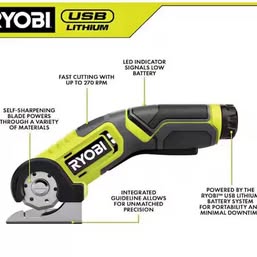 RYOBI USB
LITHIUM
LED INDICATOR
SIGNALS LOW
BATTERY
FAST CUTTING WITH
UP TO 270 RPM
SELF-SHARPENING
BLADE POWERS
THROUGH A VARIETY
OF MATERIALS
RYOBI
RYOBI
INTEGRATED
GUIDELINE ALLOWS
FOR UNMATCHED
PRECISION
POWERED BY THE
RYOBI™ USB LITHIUM
BATTERY SYSTEM
FOR PORTABILITY AND
MINIMAL DOWNTIM